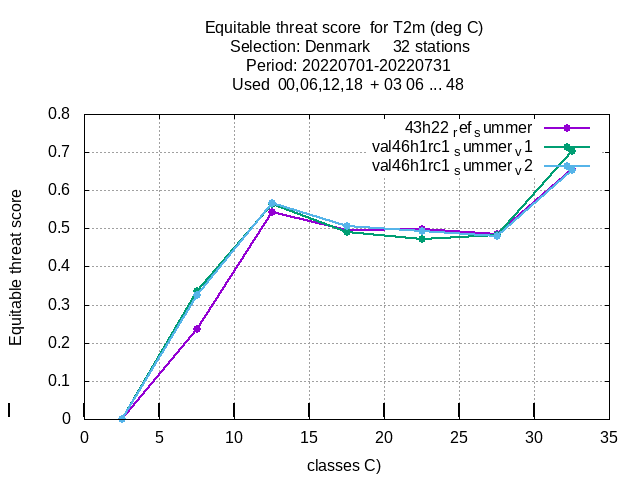 Equitable threat score  for T2m (deg C)
Selection: Denmark     32 stations
Period: 20220701-20220731
Used  00,06,12,18  + 03 06 ... 48
43h22 ref summer
val46h1rc1 summer v1
val46h1rc1 summer v2
0.8
0.7
0.6
0.5
0.4
0.3
0.2
0.1
0
Equitable threat score
0 5 10 15 20 25 30 35
classes C)